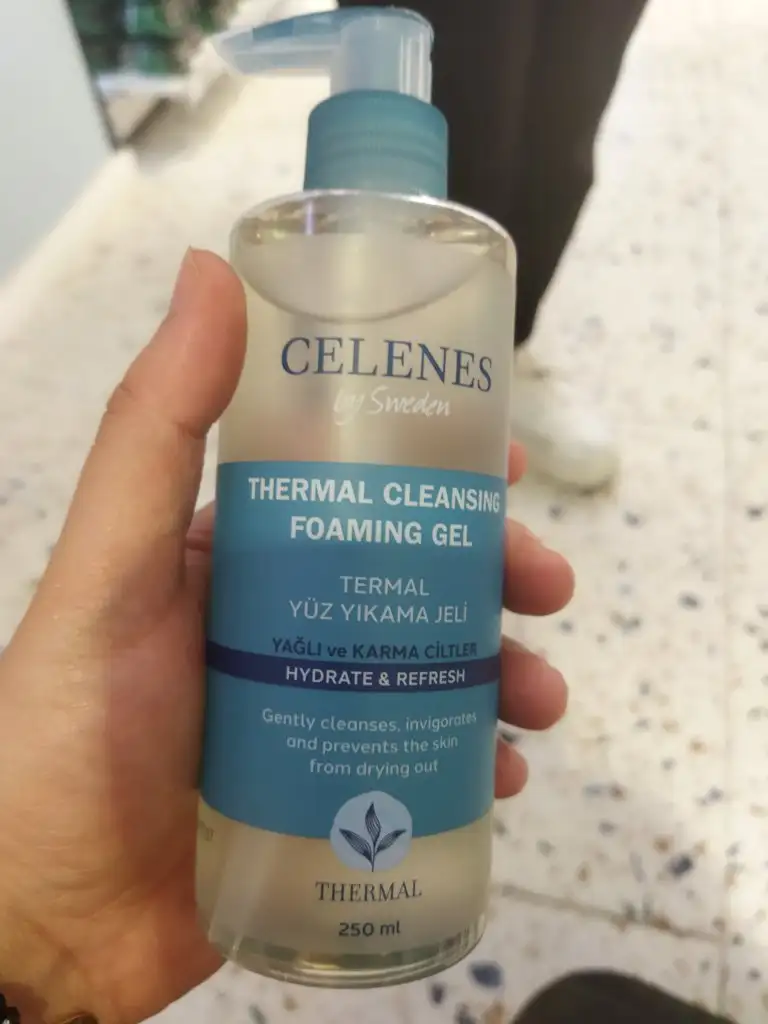 CELENES
by Sweden
THERMAL CLEANSING
FOAMING GEL
TERMAL
YÜZ YIKAMA JELİ
YAĞLI ve KARMA CİLTLER
HYDRATE & REFRESH
Gently cleanses, invigorates
and prevents the skin
from drying out
THERMAL
250 ml